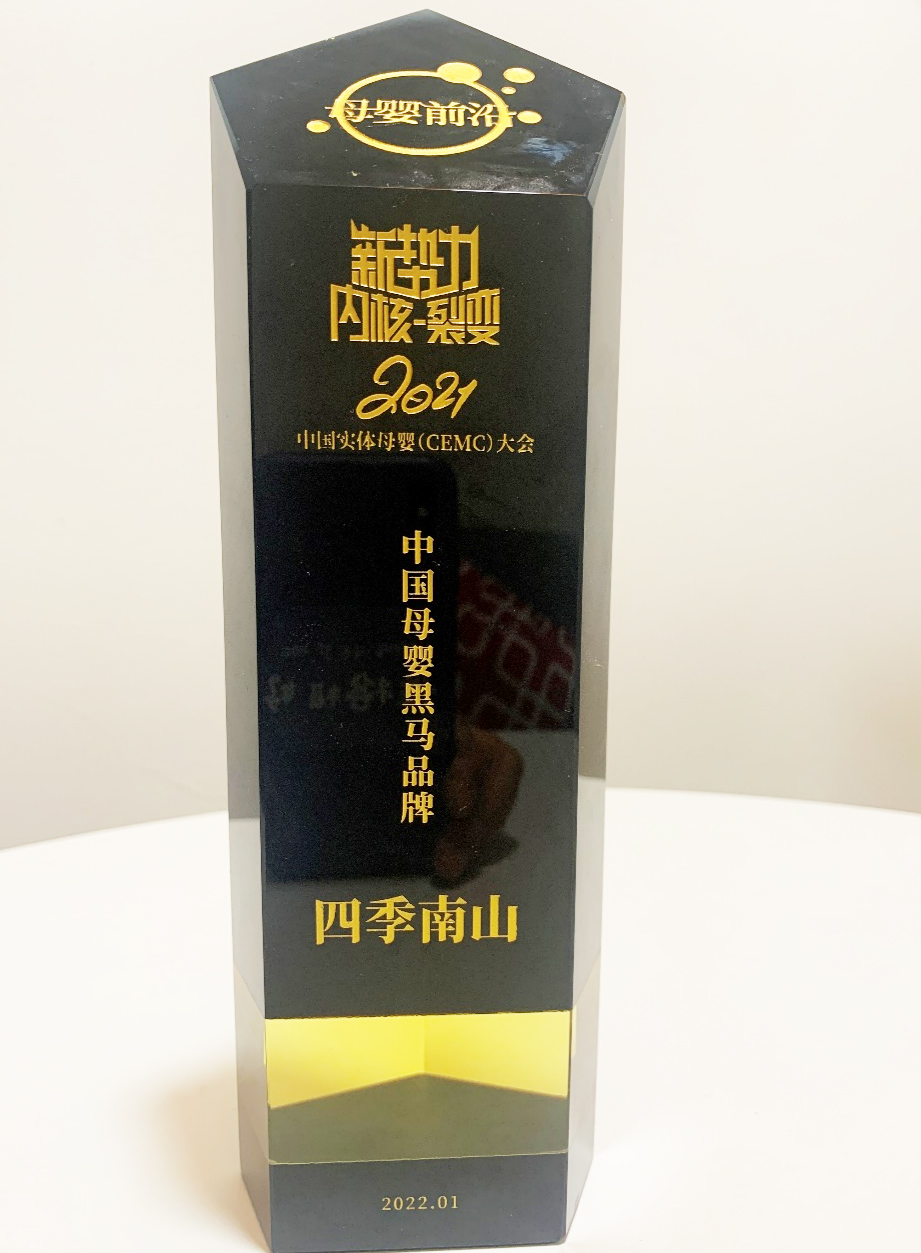 母婴前沿
新势力
内核-裂变
2021
中国实体母婴(CEMC)大会
中国母婴黑马品牌
四季南山
2022.01